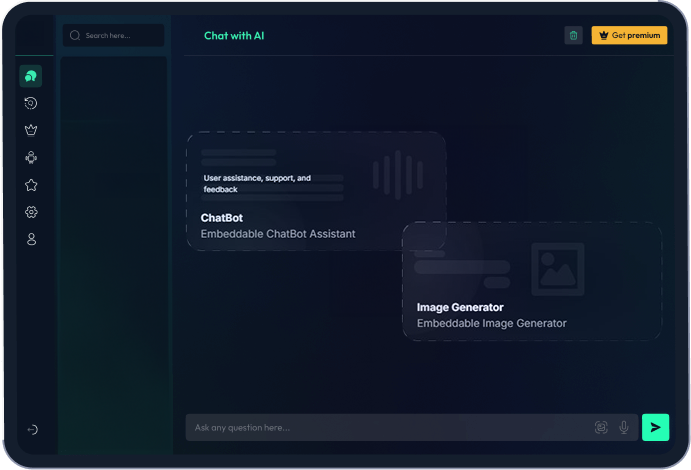 Search here...
Chat with AI
Get premium
User assistance, support, and
feedback
ChatBot
Embeddable ChatBot Assistant
Image Generator
Embeddable Image Generator
Ask any question here...